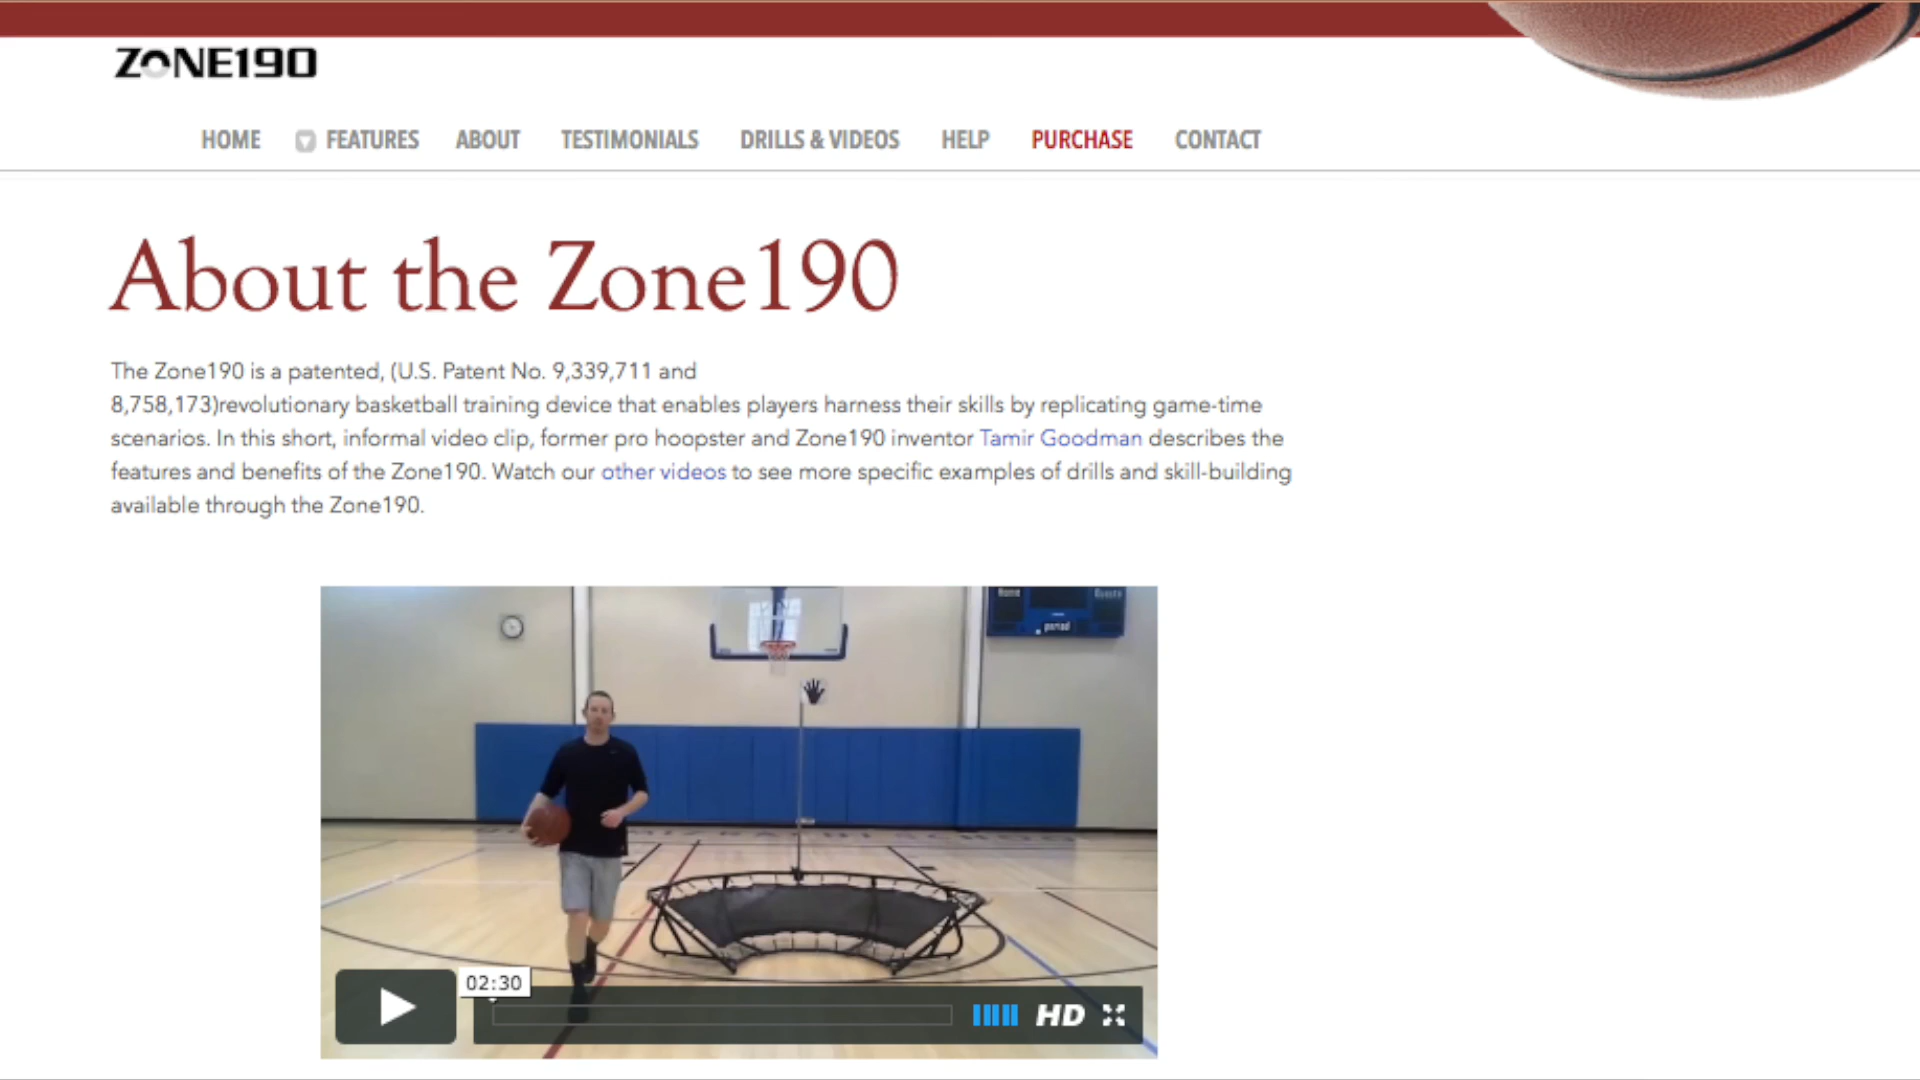 ZONE190
HOME FEATURES ABOUT TESTIMONIALS DRILLS & VIDEOS HELP PURCHASE CONTACT
About the Zone190
The Zone190 is a patented, (U.S. Patent No. 9,339,711 and
8,758,173)revolutionary basketball training device that enables players harness their skills by replicating game-time
scenarios. In this short, informal video clip, former pro hoopster and Zone190 inventor Tamir Goodman describes the
features and benefits of the Zone190. Watch our other videos to see more specific examples of drills and skill-building
available through the Zone190.
Home Guests
period
02:30
HD